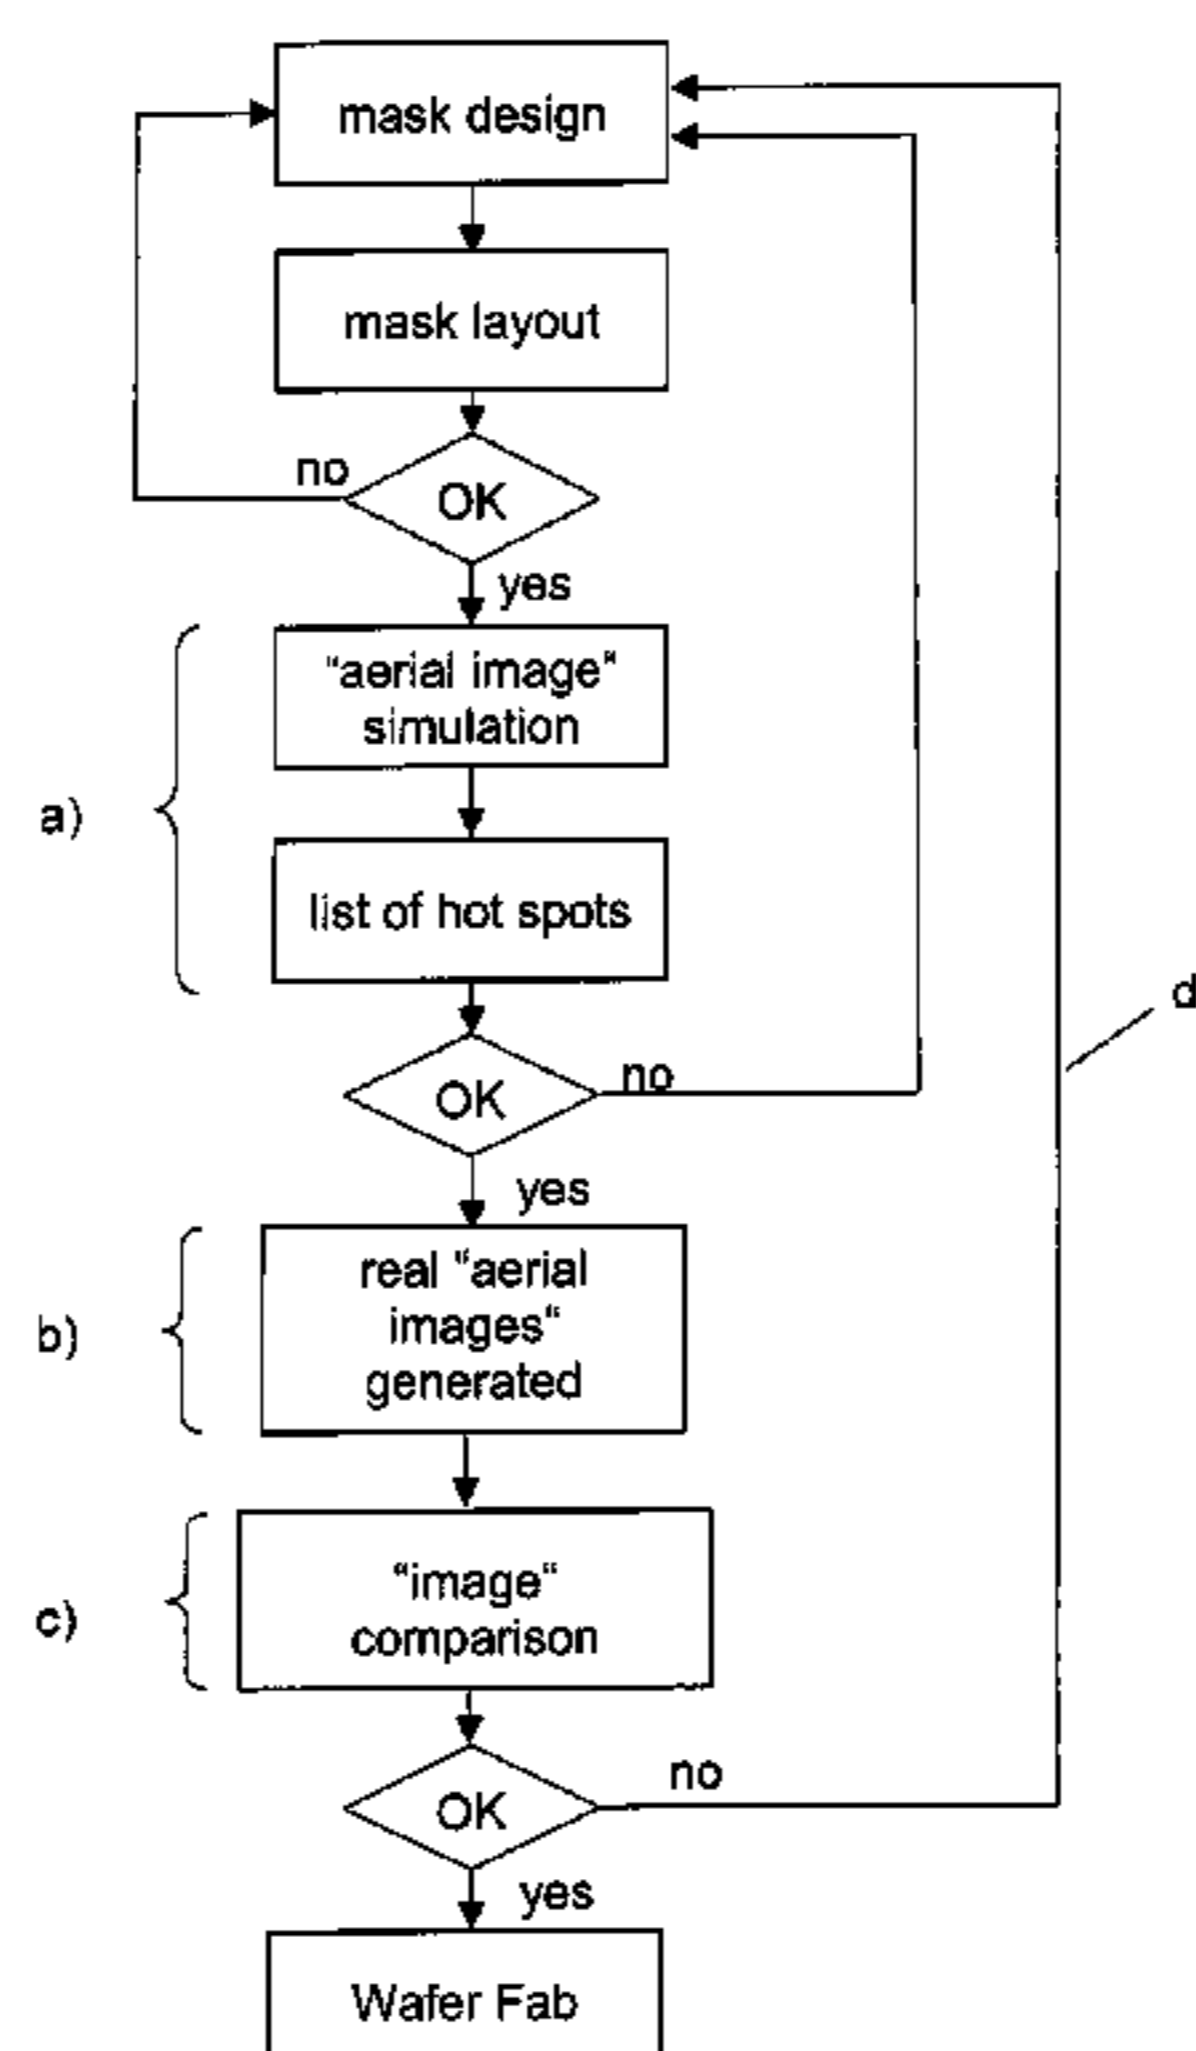 mask design
mask layout
no
OK
yes
“aerial image“
simulation
a)
list of hot spots
d
OK
no
yes
real “aerial
images“
generated
b)
“image“
comparison
c)
OK
no
yes
Wafer Fab